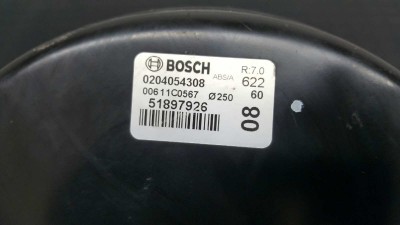 BOSCH R:7.0
0204054308 ABS/A 622
00611C0567 Ø250 60
51897926
08